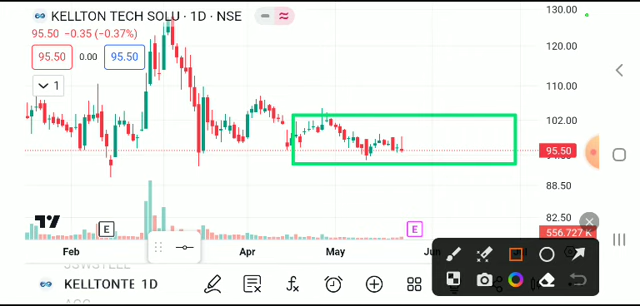 KELLTON TECH SOLU · 1D · NSE
95.50 −0.35 (−0.37%)
95.50 0.00 95.50
1
130.00
120.00
110.00
102.00
95.50
88.50
82.50
556.727 K
E E
Feb Apr May
KELLTONTE 1D